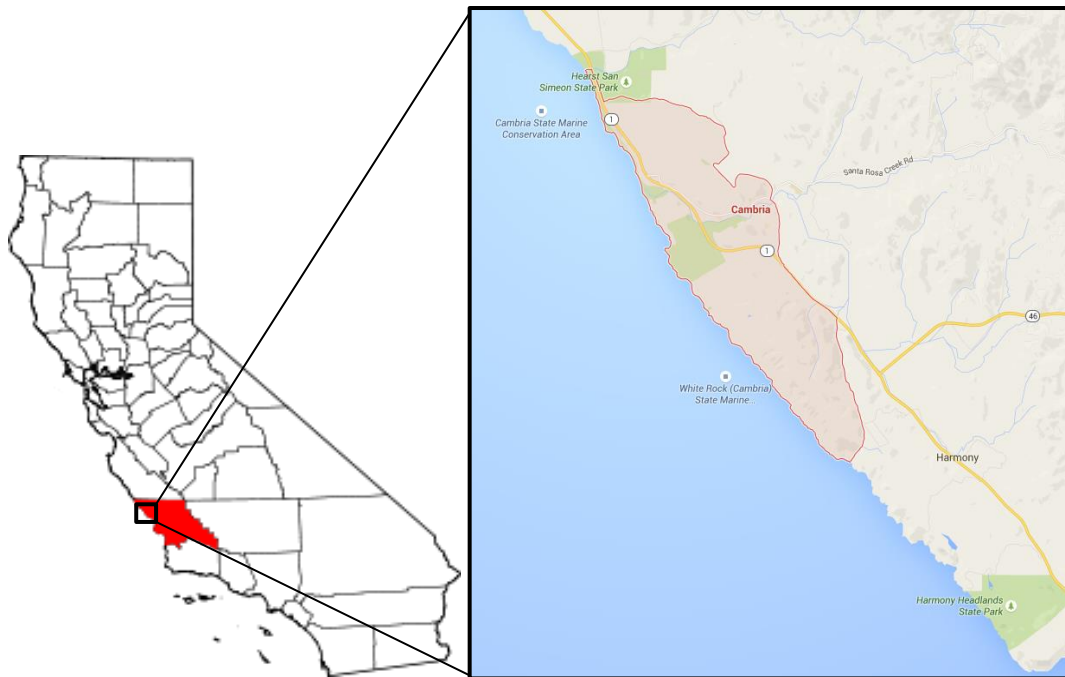 Hearst San
Simeon State Park
Cambria State Marine
Conservation Area
1
Santa Rosa Creek Rd
Cambria
1
46
White Rock (Cambria)
State Marine...
Harmony
Harmony Headlands
State Park